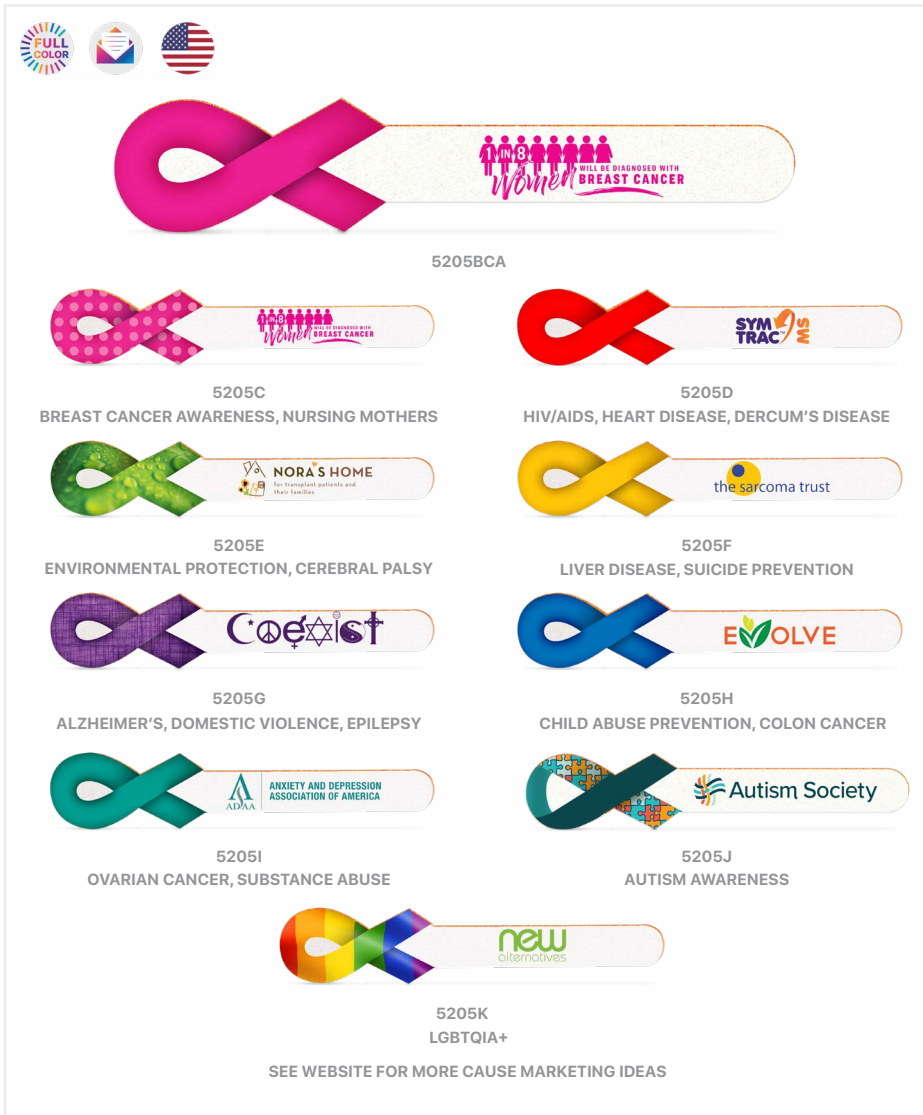 FULL
COLOR
1 IN 8
Women WILL BE DIAGNOSED WITH
BREAST CANCER
5205BCA
1 IN 8
Women WILL BE DIAGNOSED WITH
BREAST CANCER
5205C
BREAST CANCER AWARENESS, NURSING MOTHERS
SYM
TRAC™ MS
5205D
HIV/AIDS, HEART DISEASE, DERCUM'S DISEASE
NORA'S HOME
for transplant patients and
their families
5205E
ENVIRONMENTAL PROTECTION, CEREBRAL PALSY
the sarcoma trust
5205F
LIVER DISEASE, SUICIDE PREVENTION
Coexist
5205G
ALZHEIMER'S, DOMESTIC VIOLENCE, EPILEPSY
EVOLVE
5205H
CHILD ABUSE PREVENTION, COLON CANCER
ADAA
ANXIETY AND DEPRESSION
ASSOCIATION OF AMERICA
5205I
OVARIAN CANCER, SUBSTANCE ABUSE
Autism Society
5205J
AUTISM AWARENESS
new
alternatives
5205K
LGBTQIA+
SEE WEBSITE FOR MORE CAUSE MARKETING IDEAS